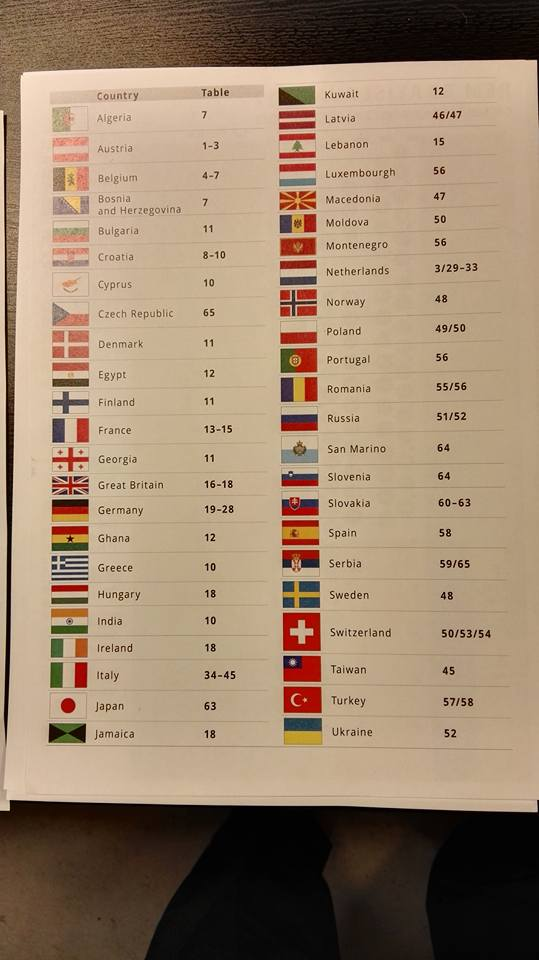 Country Table
Algeria 7
Austria 1–3
Belgium 4–7
Bosnia
and Herzegovina 7
Bulgaria 11
Croatia 8–10
Cyprus 10
Czech Republic 65
Denmark 11
Egypt 12
Finland 11
France 13–15
Georgia 11
Great Britain 16–18
Germany 19–28
Ghana 12
Greece 10
Hungary 18
India 10
Ireland 18
Italy 34–45
Japan 63
Jamaica 18
Kuwait 12
Latvia 46/47
Lebanon 15
Luxembourgh 56
Macedonia 47
Moldova 50
Montenegro 56
Netherlands 3/29–33
Norway 48
Poland 49/50
Portugal 56
Romania 55/56
Russia 51/52
San Marino 64
Slovenia 64
Slovakia 60–63
Spain 58
Serbia 59/65
Sweden 48
Switzerland 50/53/54
Taiwan 45
Turkey 57/58
Ukraine 52